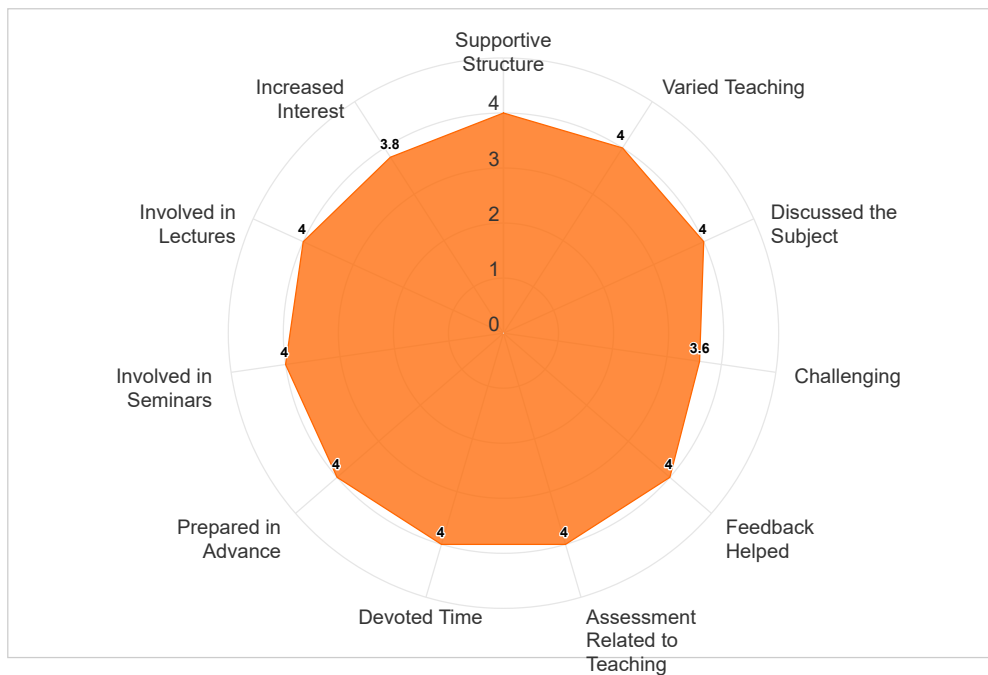 Supportive
Structure
Increased
Interest
Varied Teaching
4
3.8
4
3
Involved in
Lectures
4
4
Discussed the
Subject
2
1
0
Involved in
Seminars
4
3.6
Challenging
4
4
Prepared in
Advance
Feedback
Helped
4
4
Devoted Time
Assessment
Related to
Teaching